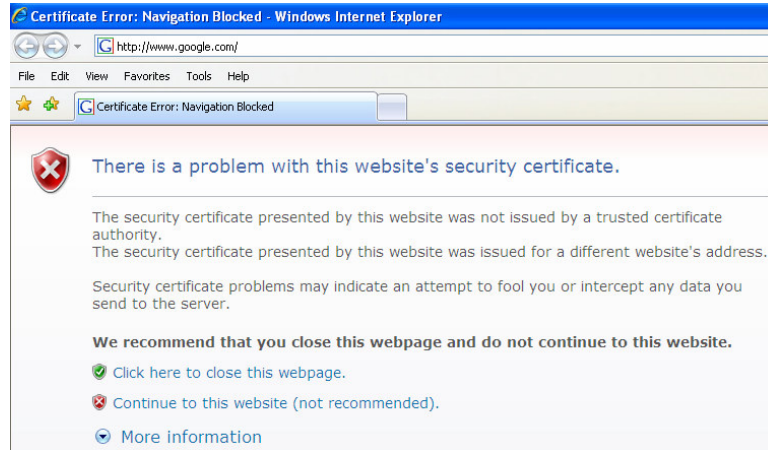 Certificate Error: Navigation Blocked - Windows Internet Explorer
http://www.google.com/
File Edit View Favorites Tools Help
Certificate Error: Navigation Blocked
There is a problem with this website's security certificate.
The security certificate presented by this website was not issued by a trusted certificate
authority.
The security certificate presented by this website was issued for a different website's address.
Security certificate problems may indicate an attempt to fool you or intercept any data you
send to the server.
We recommend that you close this webpage and do not continue to this website.
Click here to close this webpage.
Continue to this website (not recommended).
More information